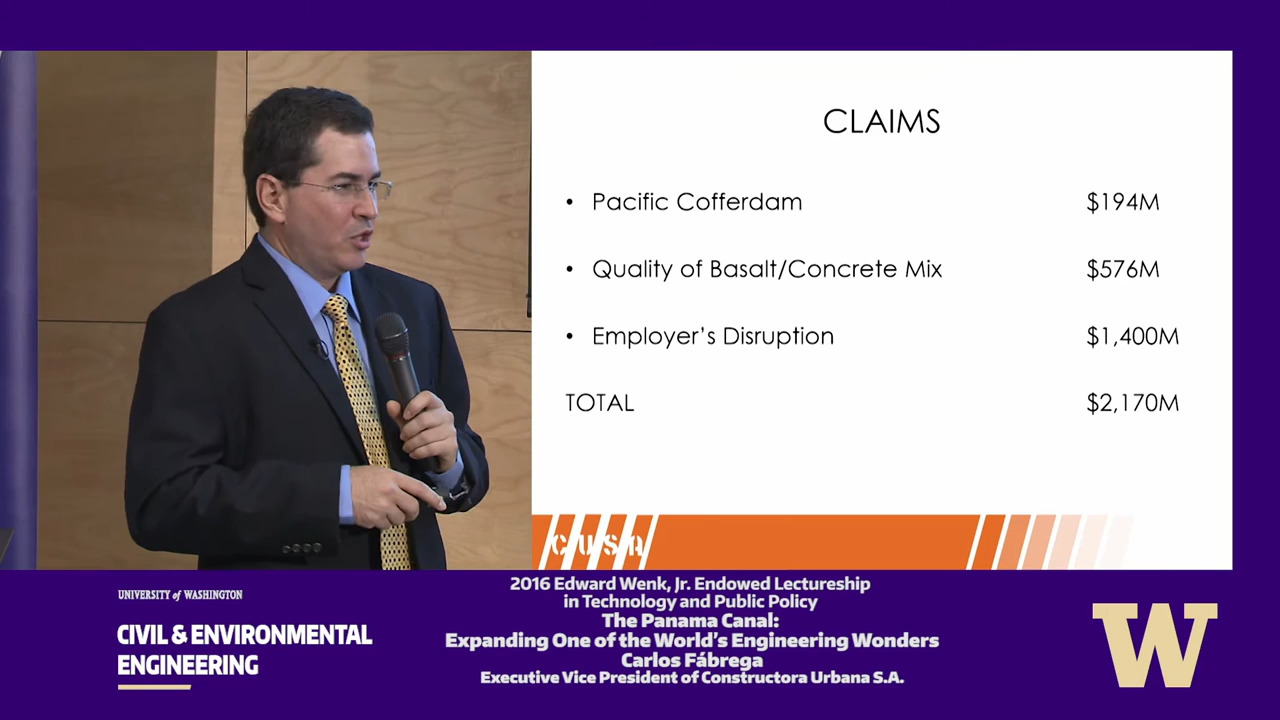 CLAIMS
• Pacific Cofferdam $194M
• Quality of Basalt/Concrete Mix $576M
• Employer's Disruption $1,400M
TOTAL $2,170M
CUSA
UNIVERSITY of WASHINGTON
CIVIL & ENVIRONMENTAL
ENGINEERING
2016 Edward Wenk, Jr. Endowed Lectureship
in Technology and Public Policy
The Panama Canal:
Expanding One of the World's Engineering Wonders
Carlos Fábrega
Executive Vice President of Constructora Urbana S.A.
W